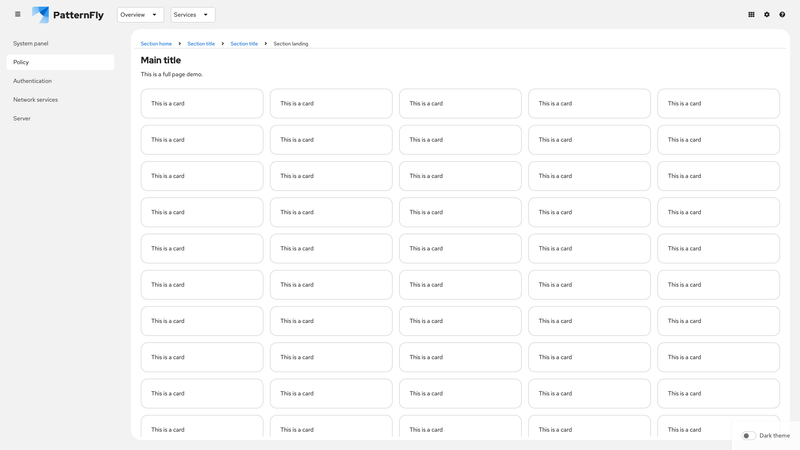 PatternFly Overview Services
System panel
Policy
Authentication
Network services
Server
Section home Section title Section title Section landing
Main title
This is a full page demo.
This is a card This is a card This is a card This is a card This is a card
This is a card This is a card This is a card This is a card This is a card
This is a card This is a card This is a card This is a card This is a card
This is a card This is a card This is a card This is a card This is a card
This is a card This is a card This is a card This is a card This is a card
This is a card This is a card This is a card This is a card This is a card
This is a card This is a card This is a card This is a card This is a card
This is a card This is a card This is a card This is a card This is a card
This is a card This is a card This is a card This is a card This is a card
This is a card This is a card This is a card This is a card This is a card
Dark theme